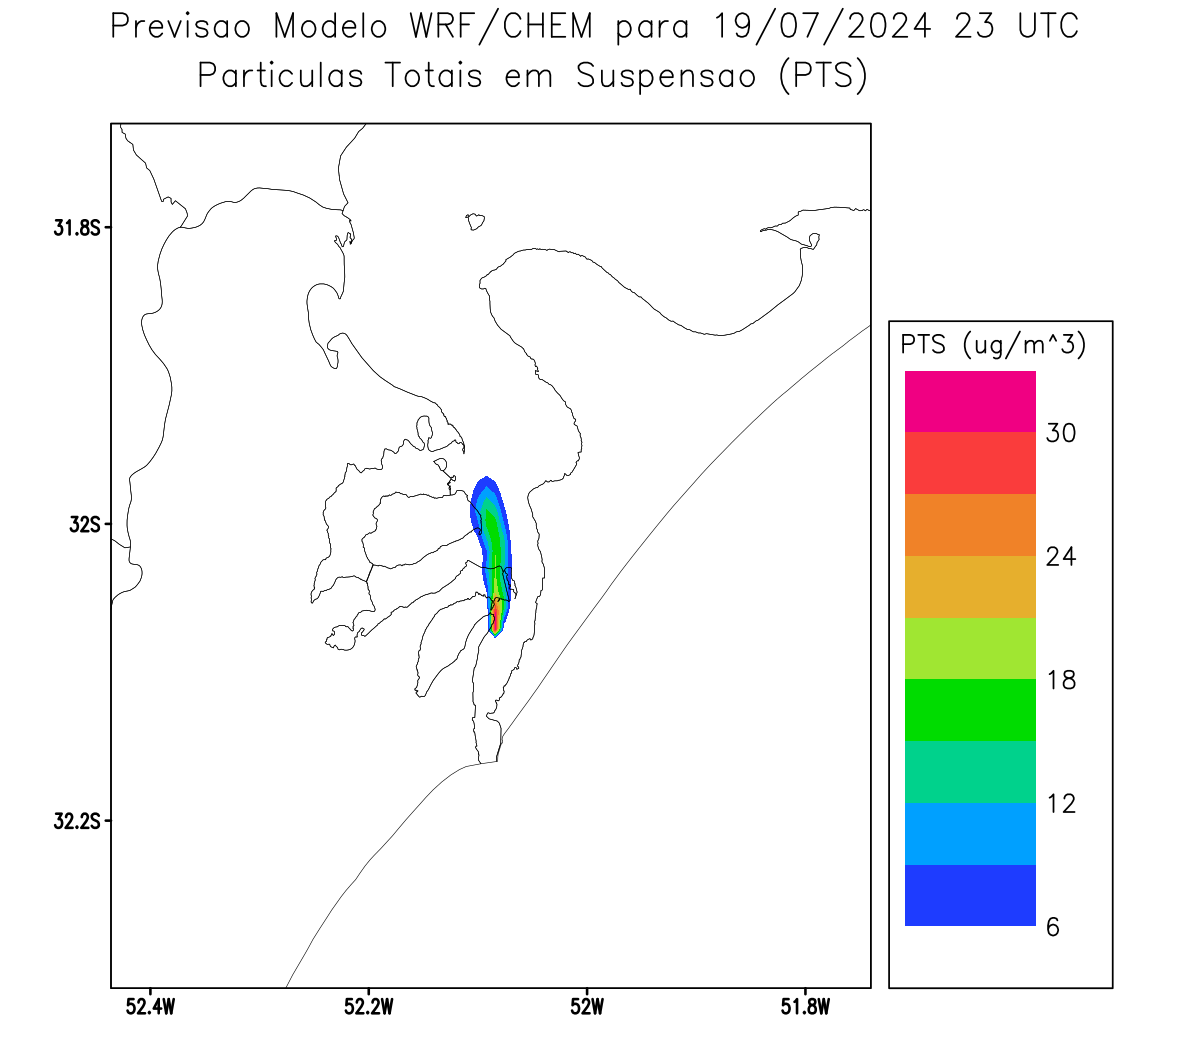 Previsao Modelo WRF/CHEM para 19/07/2024 23 UTC
Particulas Totais em Suspensao (PTS)
31.8S
32S
32.2S
52.4W
52.2W
52W
51.8W
PTS (ug/m^3)
30
24
18
12
6